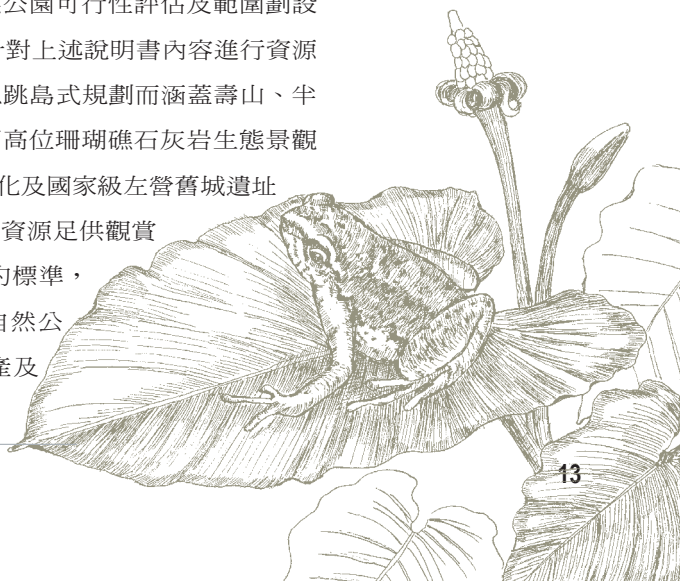 公園可行性評估及範圍劃設
對上述說明書內容進行資源
跳島式規劃而涵蓋壽山、半
高位珊瑚礁石灰岩生態景觀
化及國家級左營舊城遺址
資源足供觀賞
的標準，
自然公
產及
13